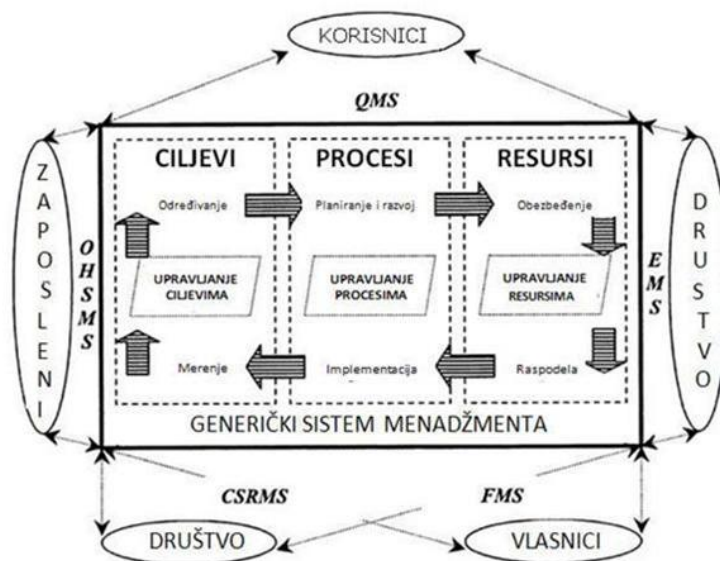 KORISNICI
QMS
CILJEVI
PROCESI
RESURSI
Određivanje
Planiranje i razvoj
Obezbeđenje
ZAPOSLENI
OHSMS
UPRAVLJANJE
CILJEVIMA
UPRAVLJANJE
PROCESIMA
UPRAVLJANJE
RESURSIMA
EMS
DRUSTVO
Merenje
Implementacija
Raspodela
GENERIČKI SISTEM MENADŽMENTA
CSRMS
FMS
DRUŠTVO
VLASNICI